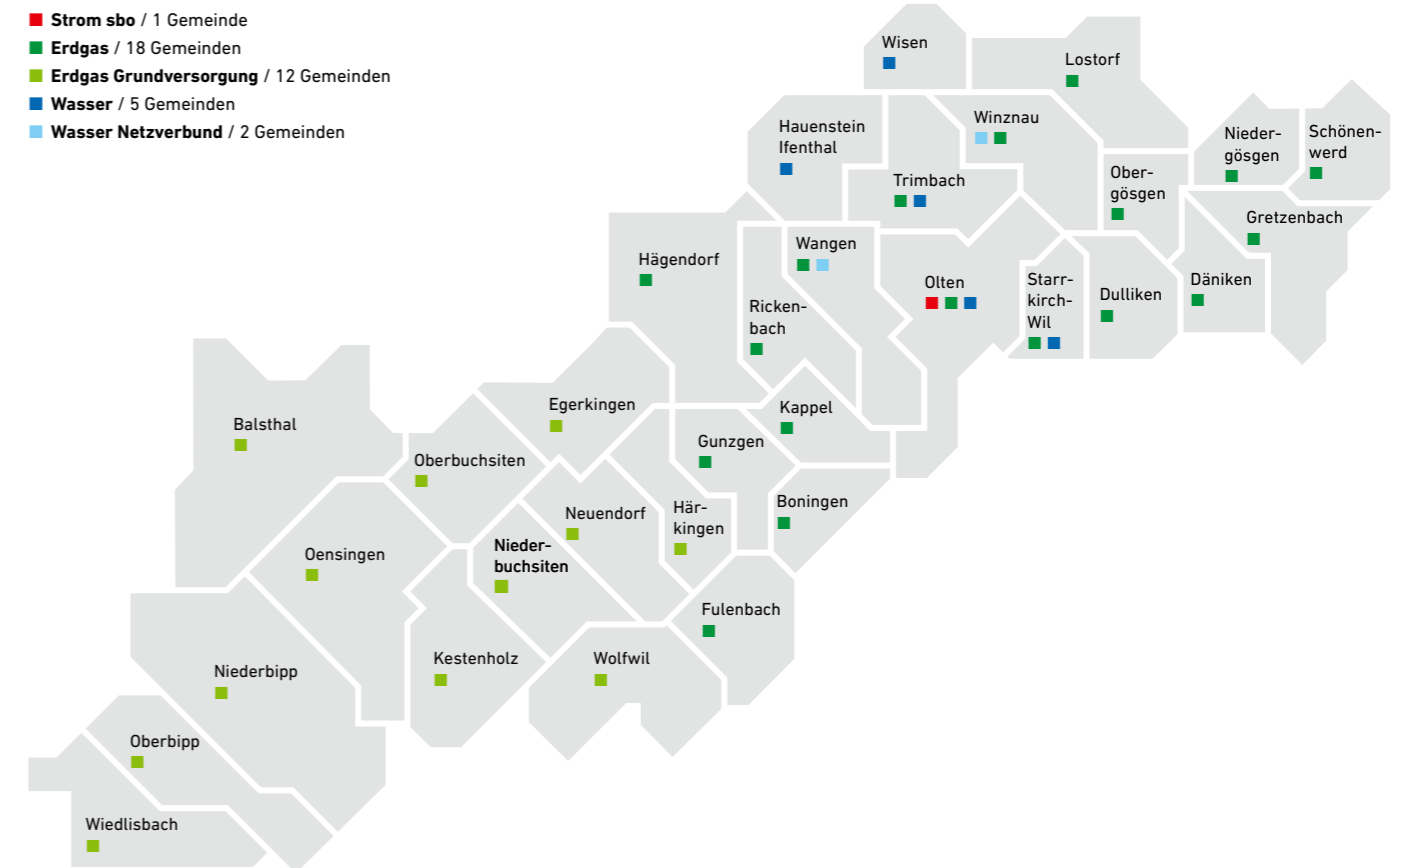 Strom sbo / 1 Gemeinde
Erdgas / 18 Gemeinden
Erdgas Grundversorgung / 12 Gemeinden
Wasser / 5 Gemeinden
Wasser Netzverbund / 2 Gemeinden
Wisen
Lostorf
Hauenstein
Ifenthal
Winznau
Trimbach
Nieder-
gösgen
Schönen-
werd
Ober-
gösgen
Gretzenbach
Hägendorf
Wangen
Olten
Starr-
kirch-
Wil
Dulliken
Däniken
Ricken-
bach
Balsthal
Egerkingen
Kappel
Oberbuchsiten
Gunzgen
Neuendorf
Här-
kingen
Boningen
Oensingen
Nieder-
buchsiten
Fulenbach
Niederbipp
Kestenholz
Wolfwil
Oberbipp
Wiedlisbach